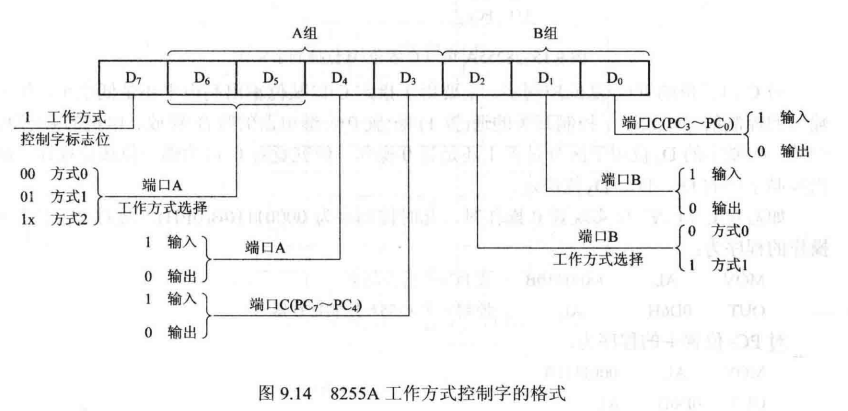 A组
B组
D₇
D₆
D₅
D₄
D₃
D₂
D₁
D₀
1 工作方式
控制字标志位
00 方式0
01 方式1
1x 方式2
端口A
工作方式选择
1 输入
0 输出
端口A
1 输入
0 输出
端口C(PC₇～PC₄)
端口C(PC₃～PC₀)
1 输入
0 输出
端口B
1 输入
0 输出
端口B
工作方式选择
0 方式0
1 方式1
图 9.14 8255A 工作方式控制字的格式